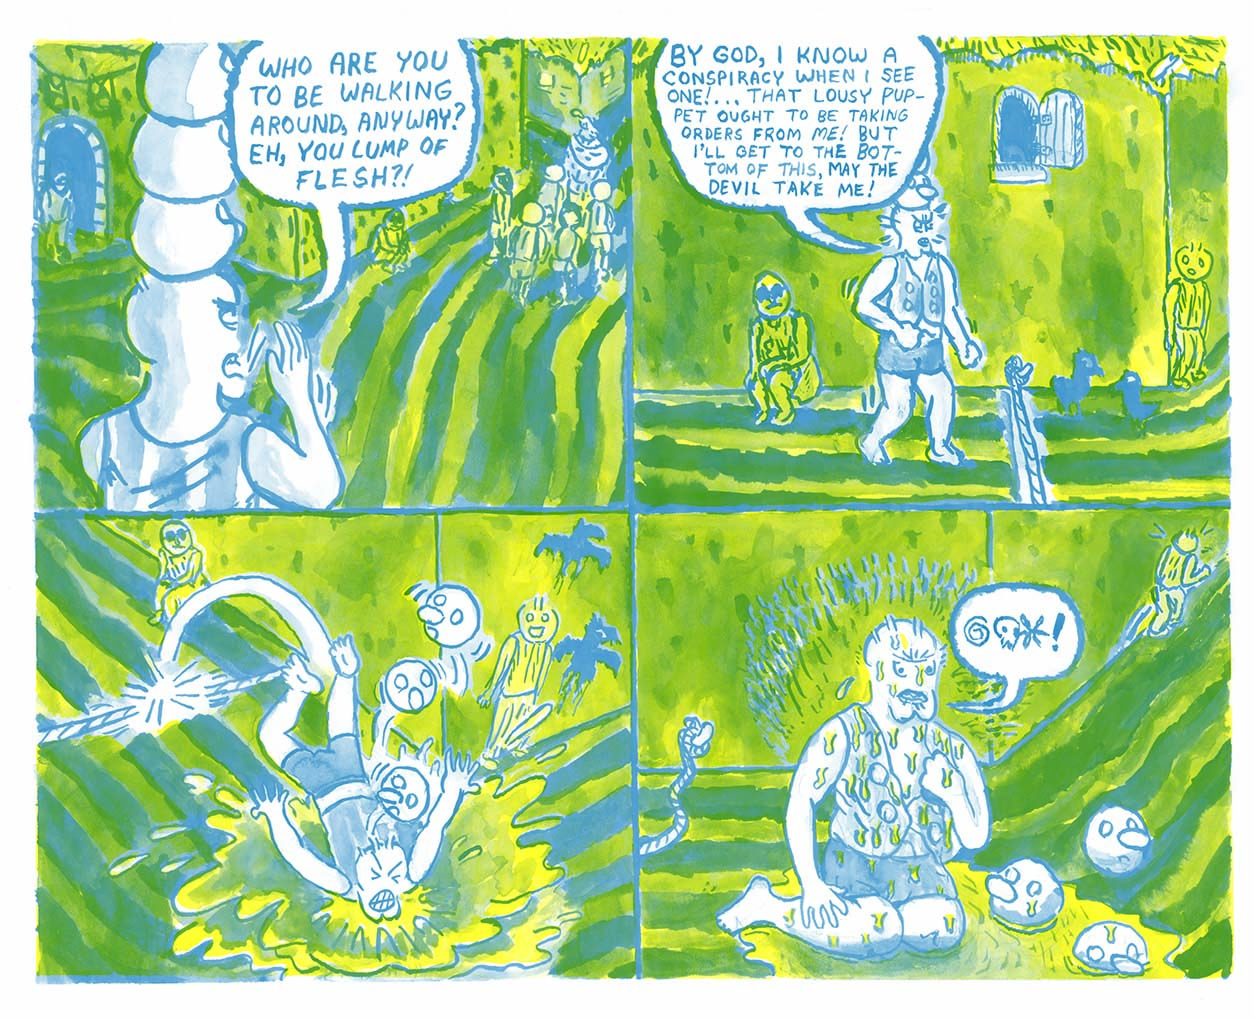 WHO ARE YOU
TO BE WALKING
AROUND, ANYWAY?
EH, YOU LUMP OF
FLESH?!
BY GOD, I KNOW A
CONSPIRACY WHEN I SEE
ONE!... THAT LOUSY PUP-
PET OUGHT TO BE TAKING
ORDERS FROM ME! BUT
I'LL GET TO THE BOT-
TOM OF THIS, MAY THE
DEVIL TAKE ME!